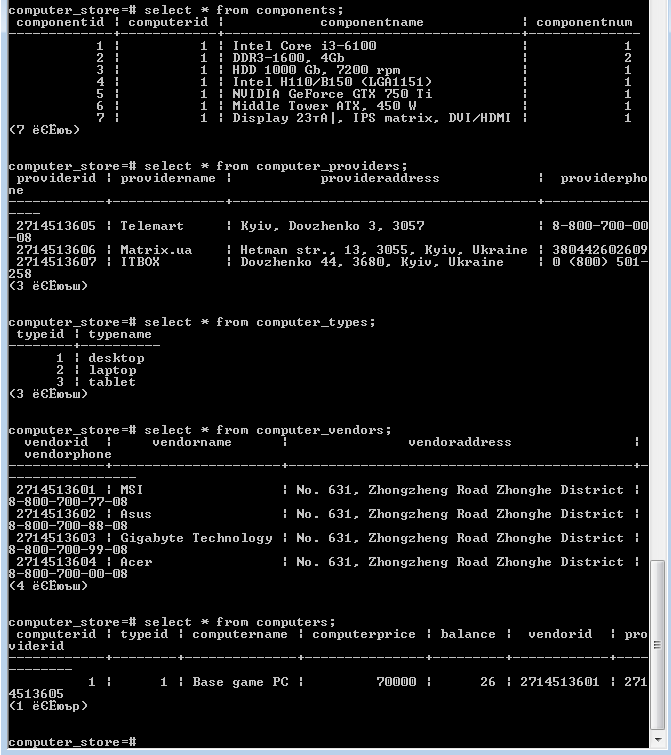 computer_store=# select * from components;
componentid ¦ computerid ¦ componentname ¦ componentnum
-------------+------------+------------------------------------+--------------
1 ¦ 1 ¦ Intel Core i3-6100 ¦ 1
2 ¦ 1 ¦ DDR3-1600, 4Gb ¦ 2
3 ¦ 1 ¦ HDD 1000 Gb, 7200 rpm ¦ 1
4 ¦ 1 ¦ Intel H110/B150 (LGA1151) ¦ 1
5 ¦ 1 ¦ NVIDIA GeForce GTX 750 Ti ¦ 1
6 ¦ 1 ¦ Middle Tower ATX, 450 W ¦ 1
7 ¦ 1 ¦ Display 23тА|, IPS matrix, DVI/HDMI ¦ 1
(7 ёЄЁюъ)
computer_store=# select * from computer_providers;
providerid ¦ providername ¦ provideraddress ¦ providerpho
ne
------------+--------------+--------------------------------------+-------------
----
2714513605 ¦ Telemart ¦ Kyiv, Dovzhenko 3, 3057 ¦ 8-800-700-00
-08
2714513606 ¦ Matrix.ua ¦ Hetman str., 13, 3055, Kyiv, Ukraine ¦ 380442602609
2714513607 ¦ ITBOX ¦ Dovzhenko 44, 3680, Kyiv, Ukraine ¦ 0 (800) 501-
258
(3 ёЄЁюъш)
computer_store=# select * from computer_types;
typeid ¦ typename
--------+----------
1 ¦ desktop
2 ¦ laptop
3 ¦ tablet
(3 ёЄЁюъш)
computer_store=# select * from computer_vendors;
vendorid ¦ vendorname ¦ vendoraddress ¦
vendorphone
------------+---------------------+--------------------------------------------+-
----------------
2714513601 ¦ MSI ¦ No. 631, Zhongzheng Road Zhonghe District ¦
8-800-700-77-08
2714513602 ¦ Asus ¦ No. 631, Zhongzheng Road Zhonghe District ¦
8-800-700-88-08
2714513603 ¦ Gigabyte Technology ¦ No. 631, Zhongzheng Road Zhonghe District ¦
8-800-700-99-08
2714513604 ¦ Acer ¦ No. 631, Zhongzheng Road Zhonghe District ¦
8-800-700-00-08
(4 ёЄЁюъш)
computer_store=# select * from computers;
computerid ¦ typeid ¦ computername ¦ computerprice ¦ balance ¦ vendorid ¦ pro
viderid
------------+--------+--------------+---------------+---------+------------+----
--------
1 ¦ 1 ¦ Base game PC ¦ 70000 ¦ 26 ¦ 2714513601 ¦ 271
4513605
(1 ёЄЁюър)
computer_store=#